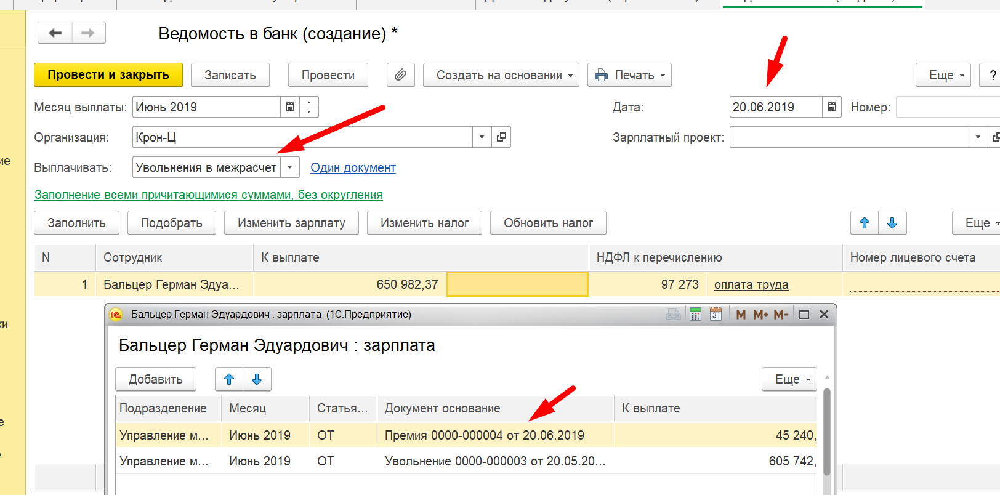 Ведомость в банк (создание) *
Провести и закрыть Записать Провести Создать на основании Печать Еще ?
Месяц выплаты: Июнь 2019 Дата: 20.06.2019 Номер:
Организация: Крон-Ц Зарплатный проект:
Выплачивать: Увольнения в межрасчет Один документ
Заполнение всеми причитающимися суммами, без округления
Заполнить Подобрать Изменить зарплату Изменить налог Обновить налог Еще
N Сотрудник К выплате НДФЛ к перечислению Номер лицевого счета
1 Бальцер Герман Эдуа... 650 982,37 97 273 оплата труда
Бальцер Герман Эдуардович : зарплата (1С:Предприятие) 31 M M+ M-
Бальцер Герман Эдуардович : зарплата
Добавить Еще
Подразделение Месяц Статья... Документ основание К выплате
Управление м... Июнь 2019 ОТ Премия 0000-000004 от 20.06.2019 45 240,
Управление м... Июнь 2019 ОТ Увольнение 0000-000003 от 20.05.20... 605 742,